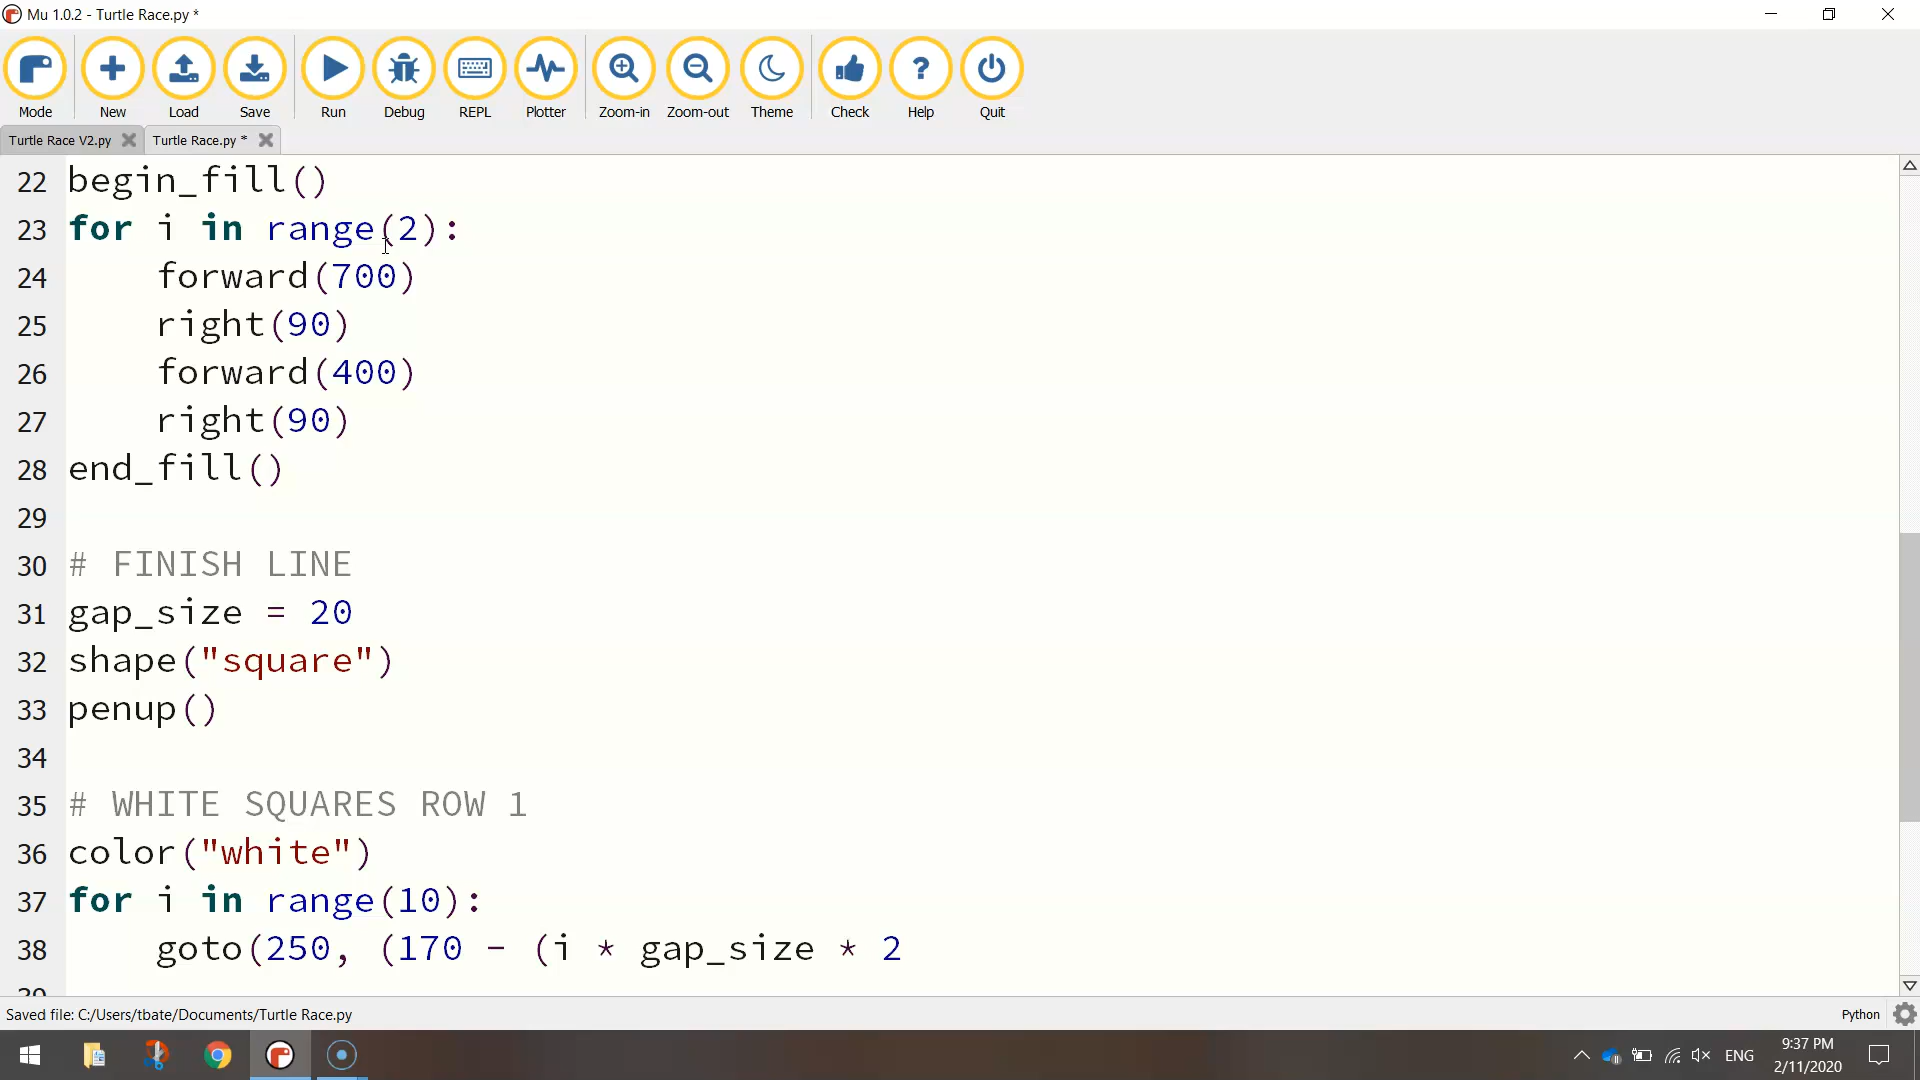 Mu 1.0.2 - Turtle Race.py *
Mode New Load Save Run Debug REPL Plotter Zoom-in Zoom-out Theme Check Help Quit
Turtle Race V2.py Turtle Race.py *
22 begin_fill()
23 for i in range(2):
24 forward(700)
25 right(90)
26 forward(400)
27 right(90)
28 end_fill()
29
30 # FINISH LINE
31 gap_size = 20
32 shape("square")
33 penup()
34
35 # WHITE SQUARES ROW 1
36 color("white")
37 for i in range(10):
38 goto(250, (170 - (i * gap_size * 2
39
Saved file: C:/Users/tbate/Documents/Turtle Race.py Python
ENG 9:37 PM
2/11/2020